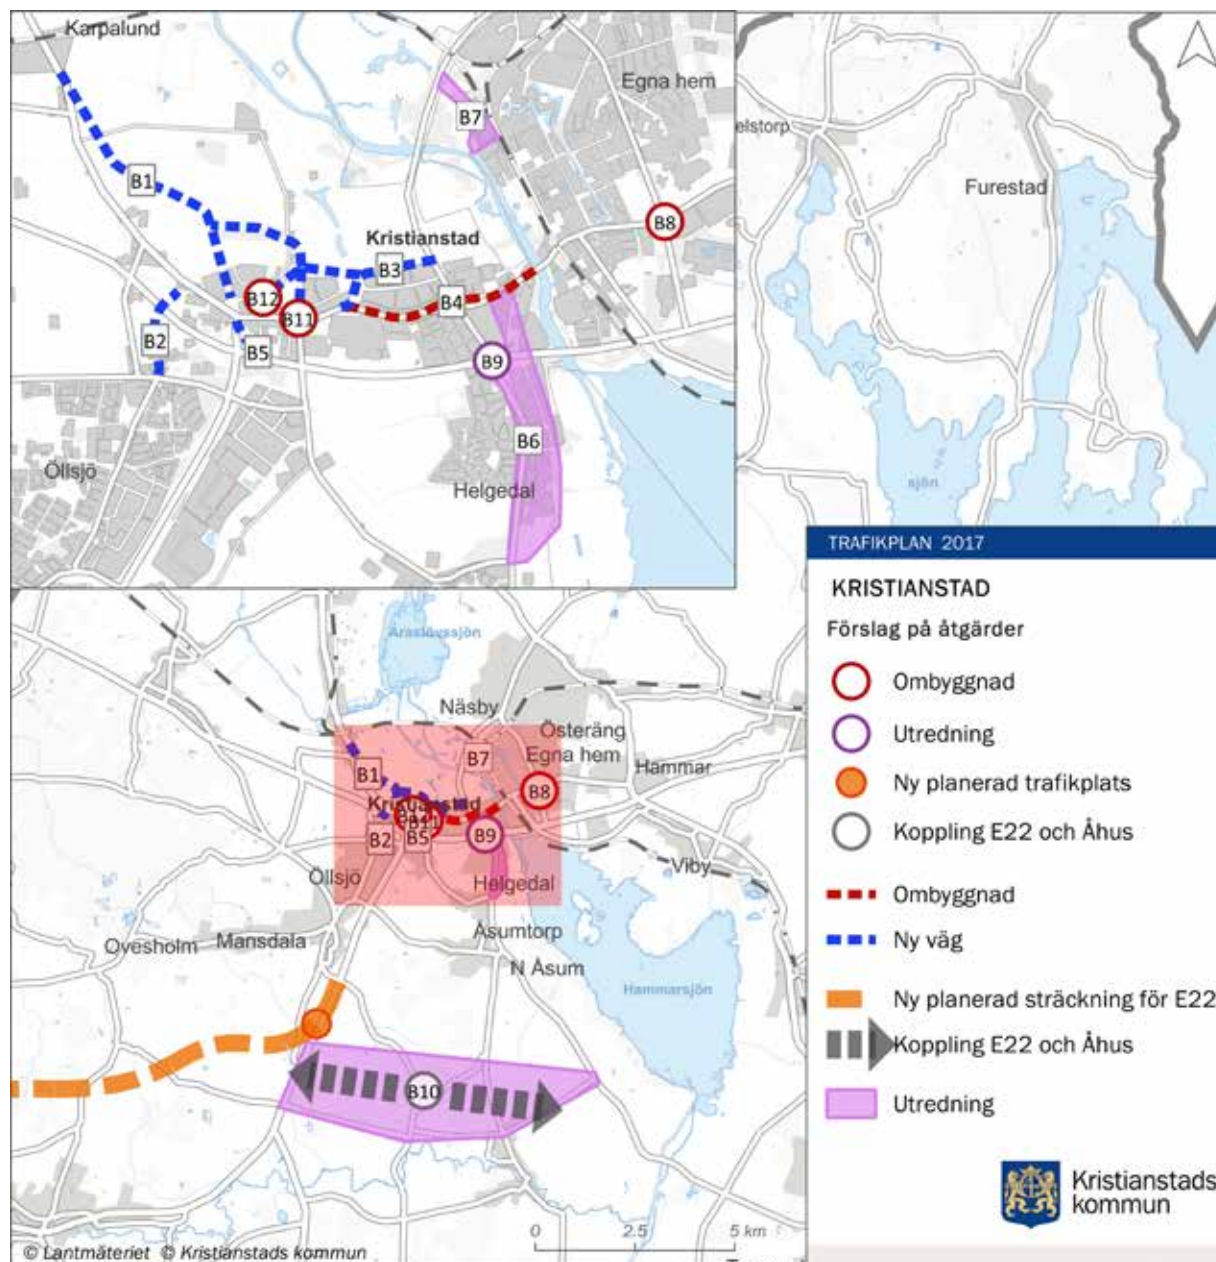 Karpalund
Egna hem
B7
B1
B8
Kristianstad
B3
B12
B4
B11
B2
B5
B9
B6
Öllsjö
Helgedal
elstorp
Furestad
sjön
Araslövssjön
Näsby
Österäng
Egna hem
B7
Hammar
B1
B8
Kristianstad
B11
B2
B5
B9
Viby
Öllsjö
Helgedal
Ovesholm
Mansdala
Åsumtorp
N Åsum
Hammarsjön
B10
0 2.5 5 km
© Lantmäteriet © Kristianstads kommun
TRAFIKPLAN 2017
KRISTIANSTAD
Förslag på åtgärder
Ombyggnad
Utredning
Ny planerad trafikplats
Koppling E22 och Åhus
Ombyggnad
Ny väg
Ny planerad sträckning för E22
Koppling E22 och Åhus
Utredning
Kristianstads
kommun